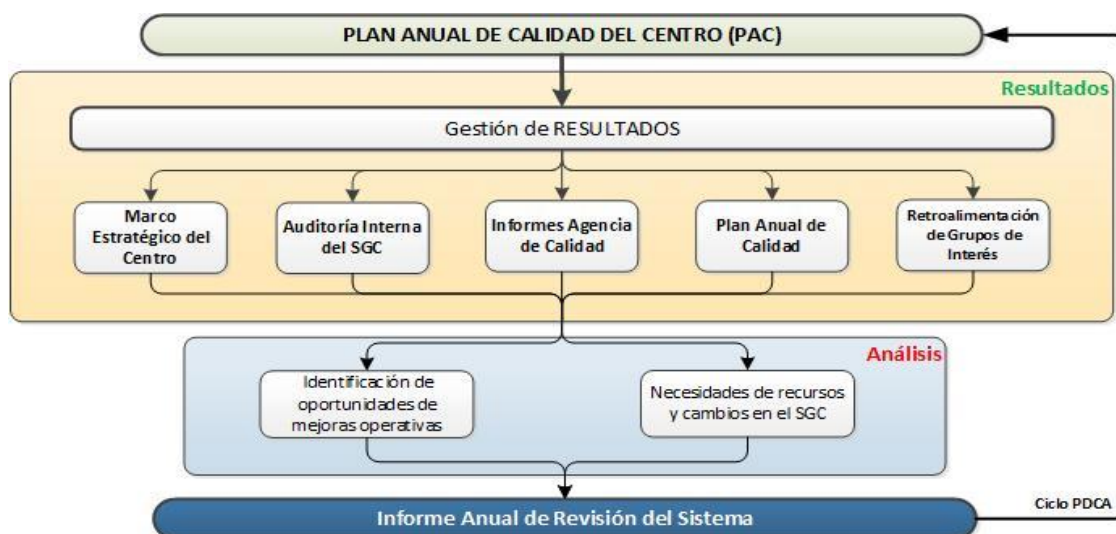 PLAN ANUAL DE CALIDAD DEL CENTRO (PAC)
Resultados
Gestión de RESULTADOS
Marco
Estratégico del
Centro
Auditoría Interna
del SGC
Informes Agencia
de Calidad
Plan Anual
de Calidad
Retroalimentación
de Grupos de
Interés
Análisis
Identificación de
oportunidades de
mejoras operativas
Necesidades de recursos
y cambios en el SGC
Informe Anual de Revisión del Sistema
Ciclo PDCA